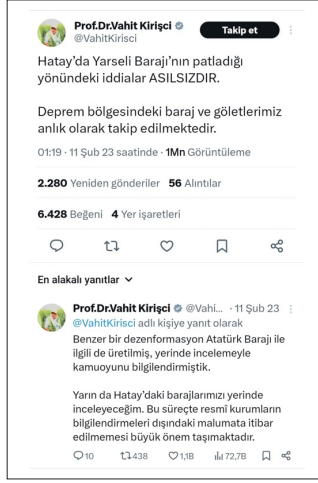 Prof.Dr.Vahit Kirişçi
@VahitKirisci
Takip et
Hatay'da Yarseli Barajı'nın patladığı
yönündeki iddialar ASILSIZDIR.
Deprem bölgesindeki baraj ve göletlerimiz
anlık olarak takip edilmektedir.
01:19 · 11 Şub 23 saatinde · 1Mn Görüntüleme
2.280 Yeniden gönderiler 56 Alıntılar
6.428 Beğeni 4 Yer işaretleri
En alakalı yanıtlar
Prof.Dr.Vahit Kirişçi @Vahi... · 11 Şub 23
@VahitKirisci adlı kişiye yanıt olarak
Benzer bir dezenformasyon Atatürk Barajı ile
ilgili de üretilmiş, yerinde incelemeyle
kamuoyunu bilgilendirmiştik.
Yarın da Hatay'daki barajlarımızı yerinde
inceleyeceğim. Bu süreçte resmî kurumların
bilgilendirmeleri dışındaki malumata itibar
edilmemesi büyük önem taşımaktadır.
10 438 1,1B 72,7B